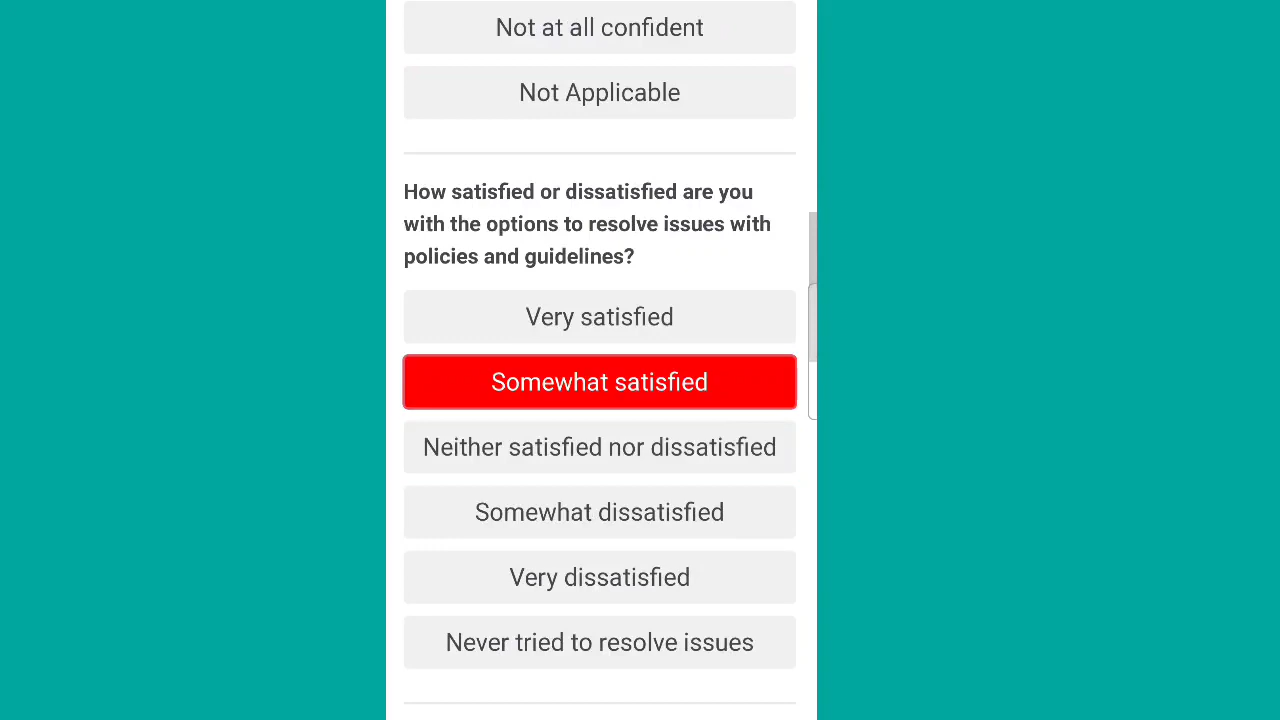 Not at all confident
Not Applicable
How satisfied or dissatisfied are you
with the options to resolve issues with
policies and guidelines?
Very satisfied
Somewhat satisfied
Neither satisfied nor dissatisfied
Somewhat dissatisfied
Very dissatisfied
Never tried to resolve issues